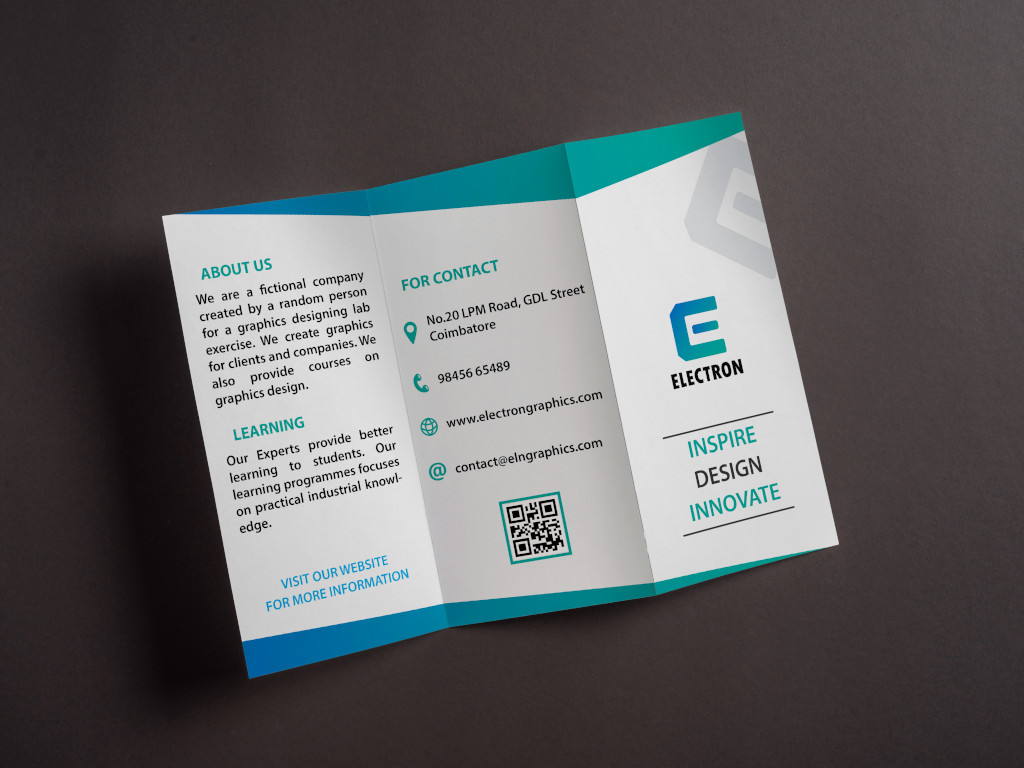 ABOUT US
We are a fictional company
created by a random person
for a graphics designing lab
exercise. We create graphics
for clients and companies. We
also provide courses on
graphics design.
LEARNING
Our Experts provide better
learning to students. Our
learning programmes focuses
on practical industrial knowl-
edge.
VISIT OUR WEBSITE
FOR MORE INFORMATION
FOR CONTACT
No.20 LPM Road, GDL Street
Coimbatore
98456 65489
www.electrongraphics.com
@ contact@elngraphics.com
E
ELECTRON
INSPIRE
DESIGN
INNOVATE